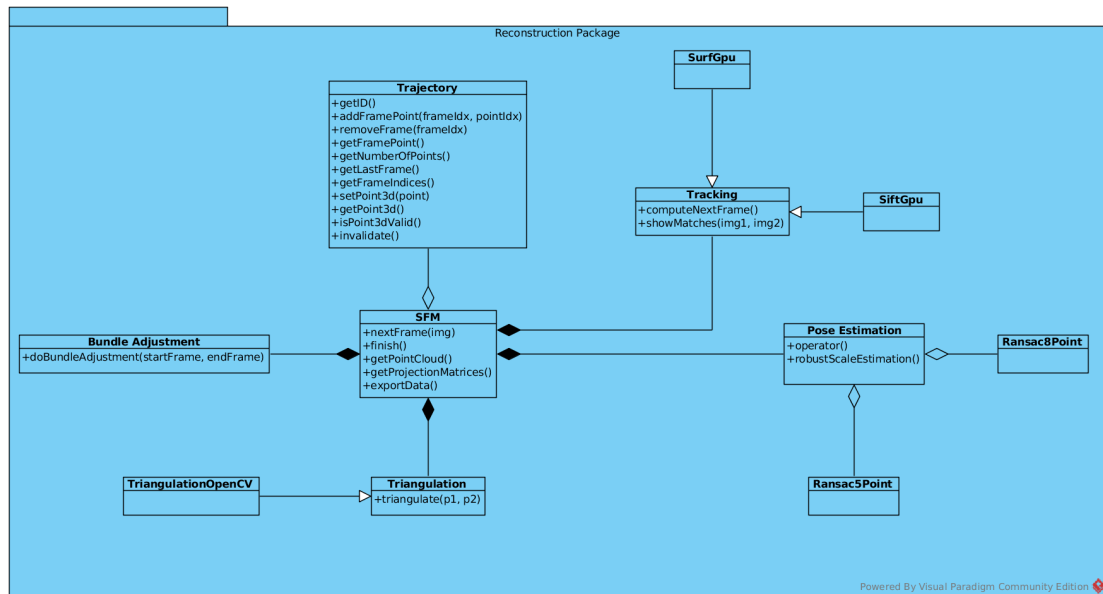 Reconstruction Package
SurfGpu
Trajectory
+getID()
+addFramePoint(frameIdx, pointIdx)
+removeFrame(frameIdx)
+getFramePoint()
+getNumberOfPoints()
+getLastFrame()
+getFrameIndices()
+setPoint3d(point)
+getPoint3d()
+isPoint3dValid()
+invalidate()
Tracking
+computeNextFrame()
+showMatches(img1, img2)
SiftGpu
SFM
+nextFrame(img)
+finish()
+getPointCloud()
+getProjectionMatrices()
+exportData()
Bundle Adjustment
+doBundleAdjustment(startFrame, endFrame)
Pose Estimation
+operator()
+robustScaleEstimation()
Ransac8Point
TriangulationOpenCV
Triangulation
+triangulate(p1, p2)
Ransac5Point
Powered By Visual Paradigm Community Edition